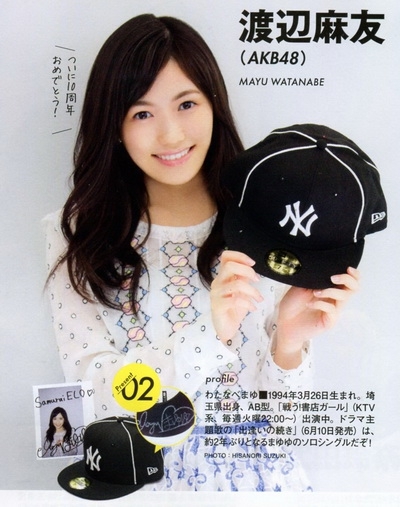 渡辺麻友
(AKB48)
MAYU WATANABE
ついに10周年
おめでとう!
NY
Present
02
Samurai ELO
NY
profile
わたなべまゆ■1994年3月26日生まれ。埼
玉県出身、AB型。「戦う!書店ガール」(KTV
系、毎週火曜22:00〜)出演中。ドラマ主
題歌の「出逢いの続き」(6月10日発売)は、
約2年ぶりとなるまゆゆのソロシングルだぞ!
PHOTO:HISANORI SUZUKI